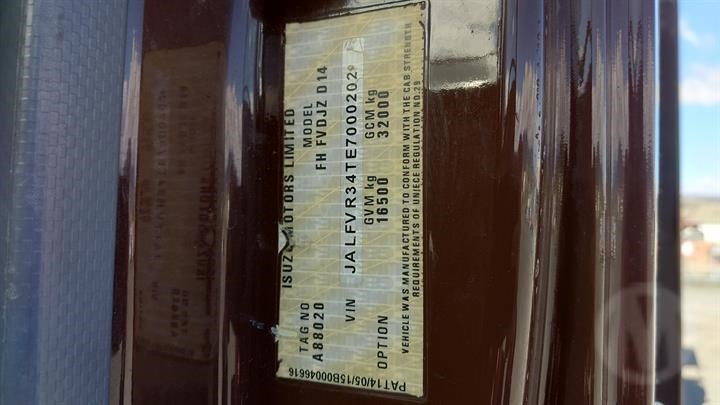 ISUZU MOTORS LIMITED
TAG NO MODEL
A88020 FH FVDJZ D14
VIN JALFVR34TE7000202
OPTION GVM kg GCM kg
16500 32000
VEHICLE WAS MANUFACTURED TO CONFORM WITH THE CAB STRENGTH
REQUIREMENTS OF UNIECE REGULATION NO.29
PAT14/05/15B00046616
M